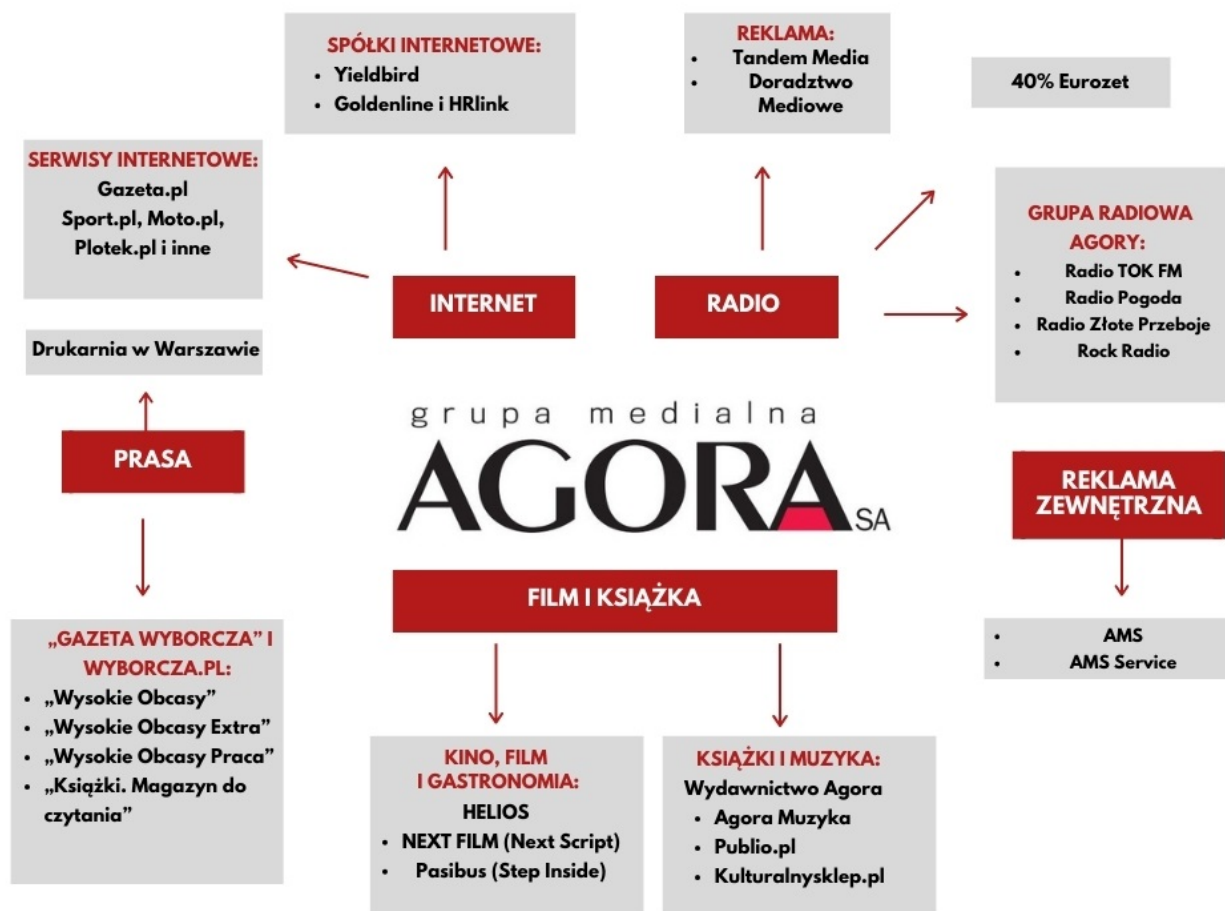 SPÓŁKI INTERNETOWE:
• Yieldbird
• Goldenline i HRlink
REKLAMA:
• Tandem Media
• Doradztwo
Mediowe
40% Eurozet
SERWISY INTERNETOWE:
Gazeta.pl
Sport.pl, Moto.pl,
Plotek.pl i inne
GRUPA RADIOWA
AGORY:
• Radio TOK FM
• Radio Pogoda
• Radio Złote Przeboje
• Rock Radio
INTERNET
RADIO
Drukarnia w Warszawie
PRASA
grupa medialna
AGORA SA
REKLAMA
ZEWNĘTRZNA
FILM I KSIĄŻKA
„GAZETA WYBORCZA” I
WYBORCZA.PL:
• „Wysokie Obcasy”
• „Wysokie Obcasy Extra”
• „Wysokie Obcasy Praca”
• „Książki. Magazyn do
czytania”
• AMS
• AMS Service
KINO, FILM
I GASTRONOMIA:
HELIOS
• NEXT FILM (Next Script)
• Pasibus (Step Inside)
KSIĄŻKI I MUZYKA:
Wydawnictwo Agora
• Agora Muzyka
• Publio.pl
• Kulturalnysklep.pl